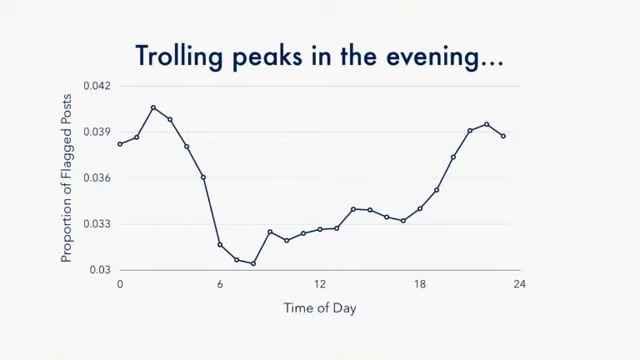 Trolling peaks in the evening...
Proportion of Flagged Posts
0.042
0.039
0.036
0.033
0.03
0 6 12 18 24
Time of Day